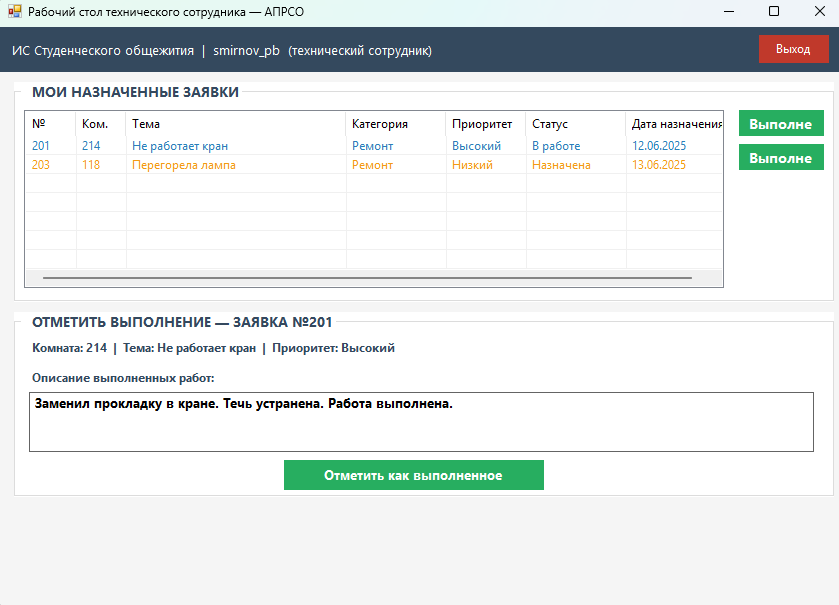 Рабочий стол технического сотрудника — АПРСО
ИС Студенческого общежития | smirnov_pb (технический сотрудник) Выход
МОИ НАЗНАЧЕННЫЕ ЗАЯВКИ
№ Ком. Тема Категория Приоритет Статус Дата назначения
Выполне
201 214 Не работает кран Ремонт Высокий В работе 12.06.2025
203 118 Перегорела лампа Ремонт Низкий Назначена 13.06.2025
Выполне
ОТМЕТИТЬ ВЫПОЛНЕНИЕ — ЗАЯВКА №201
Комната: 214 | Тема: Не работает кран | Приоритет: Высокий
Описание выполненных работ:
Заменил прокладку в кране. Течь устранена. Работа выполнена.
Отметить как выполненное